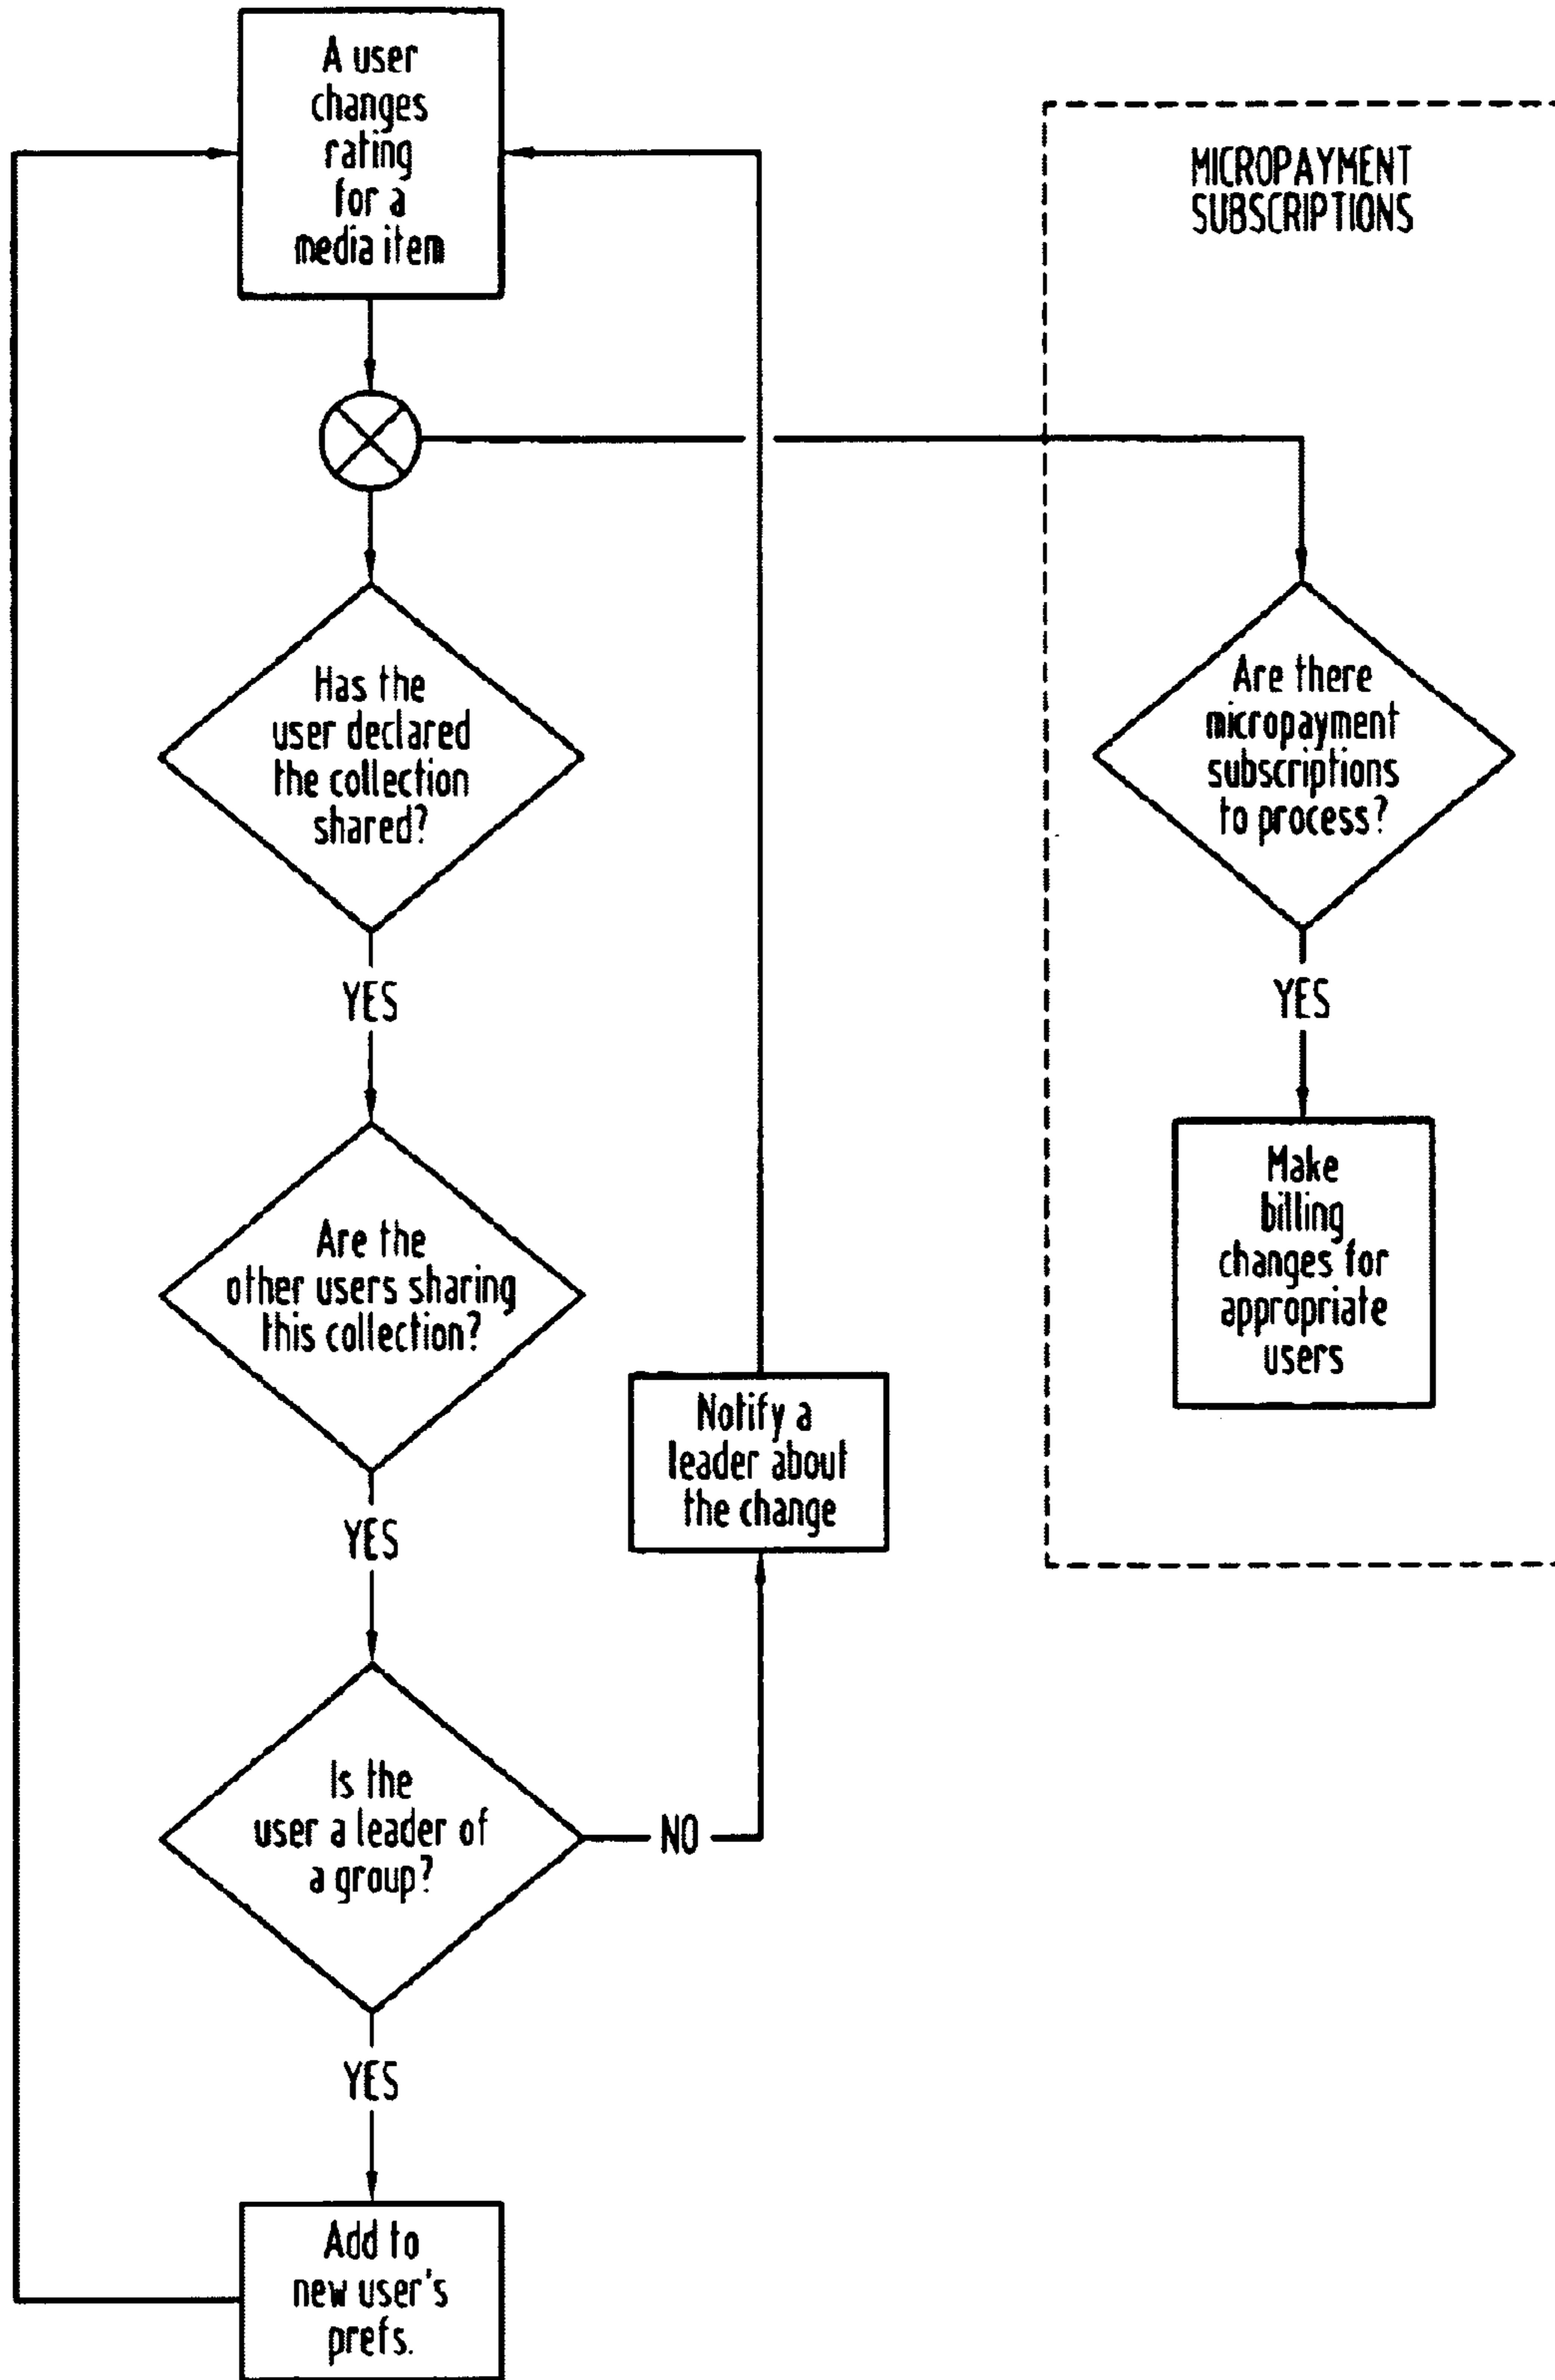 A user
changes
rating
for a
media item
MICROPAYMENT
SUBSCRIPTIONS
Has the
user declared
the collection
shared?
Are there
micropayment
subscriptions
to process?
YES
YES
Are the
other users sharing
this collection?
Make
billing
changes for
appropriate
users
Notify a
leader about
the change
YES
Is the
user a leader of
a group?
NO
YES
Add to
new user's
prefs.